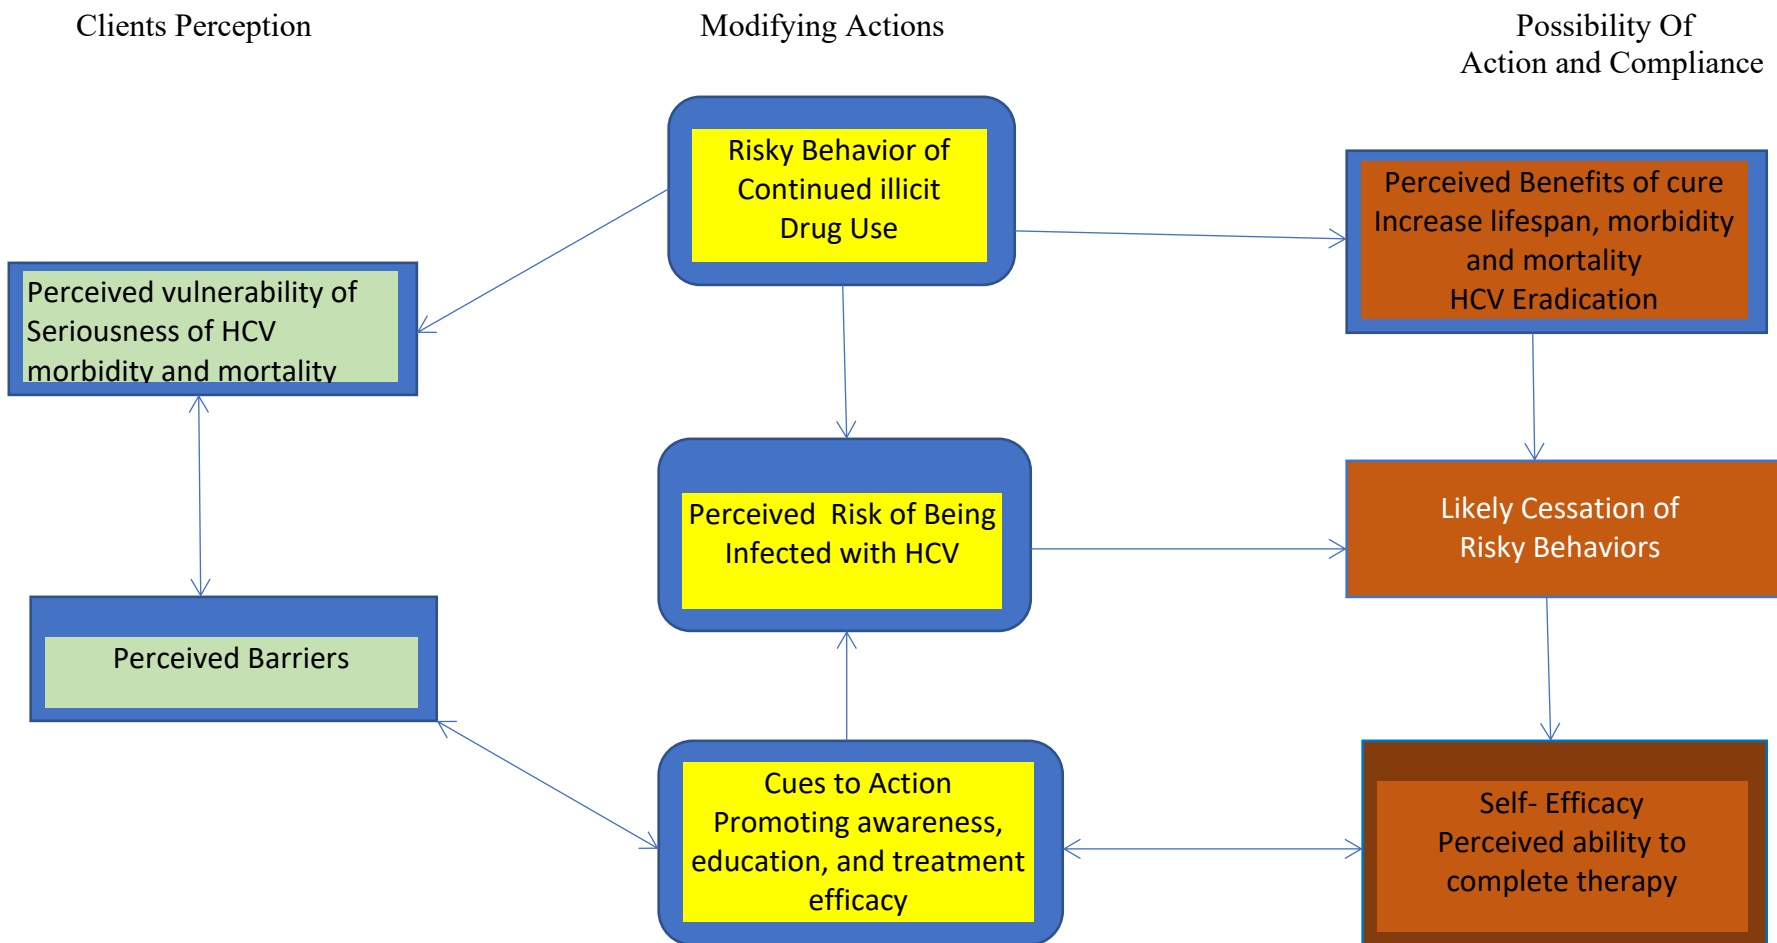 Clients Perception
Modifying Actions
Possibility Of
Action and Compliance
Risky Behavior of
Continued illicit
Drug Use
Perceived Benefits of cure
Increase lifespan, morbidity
and mortality
HCV Eradication
Perceived vulnerability of
Seriousness of HCV
morbidity and mortality
Perceived  Risk of Being
Infected with HCV
Likely Cessation of
Risky Behaviors
Perceived Barriers
Cues to Action
Promoting awareness,
education, and treatment
efficacy
Self- Efficacy
Perceived ability to
complete therapy